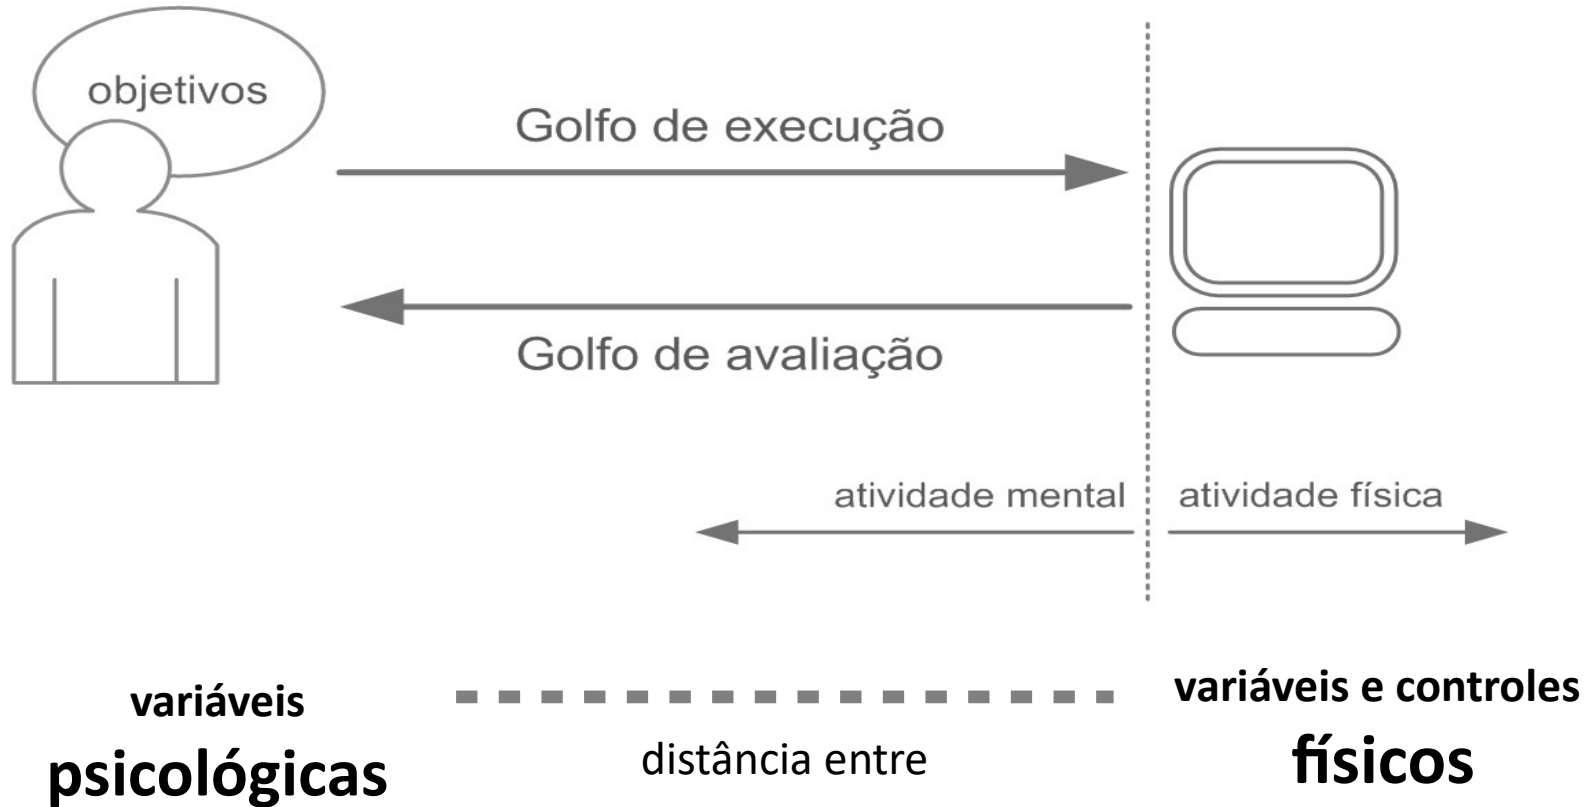 objetivos
Golfo de execução
Golfo de avaliação
atividade mental
atividade física
variáveis
psicológicas
distância entre
variáveis e controles
físicos